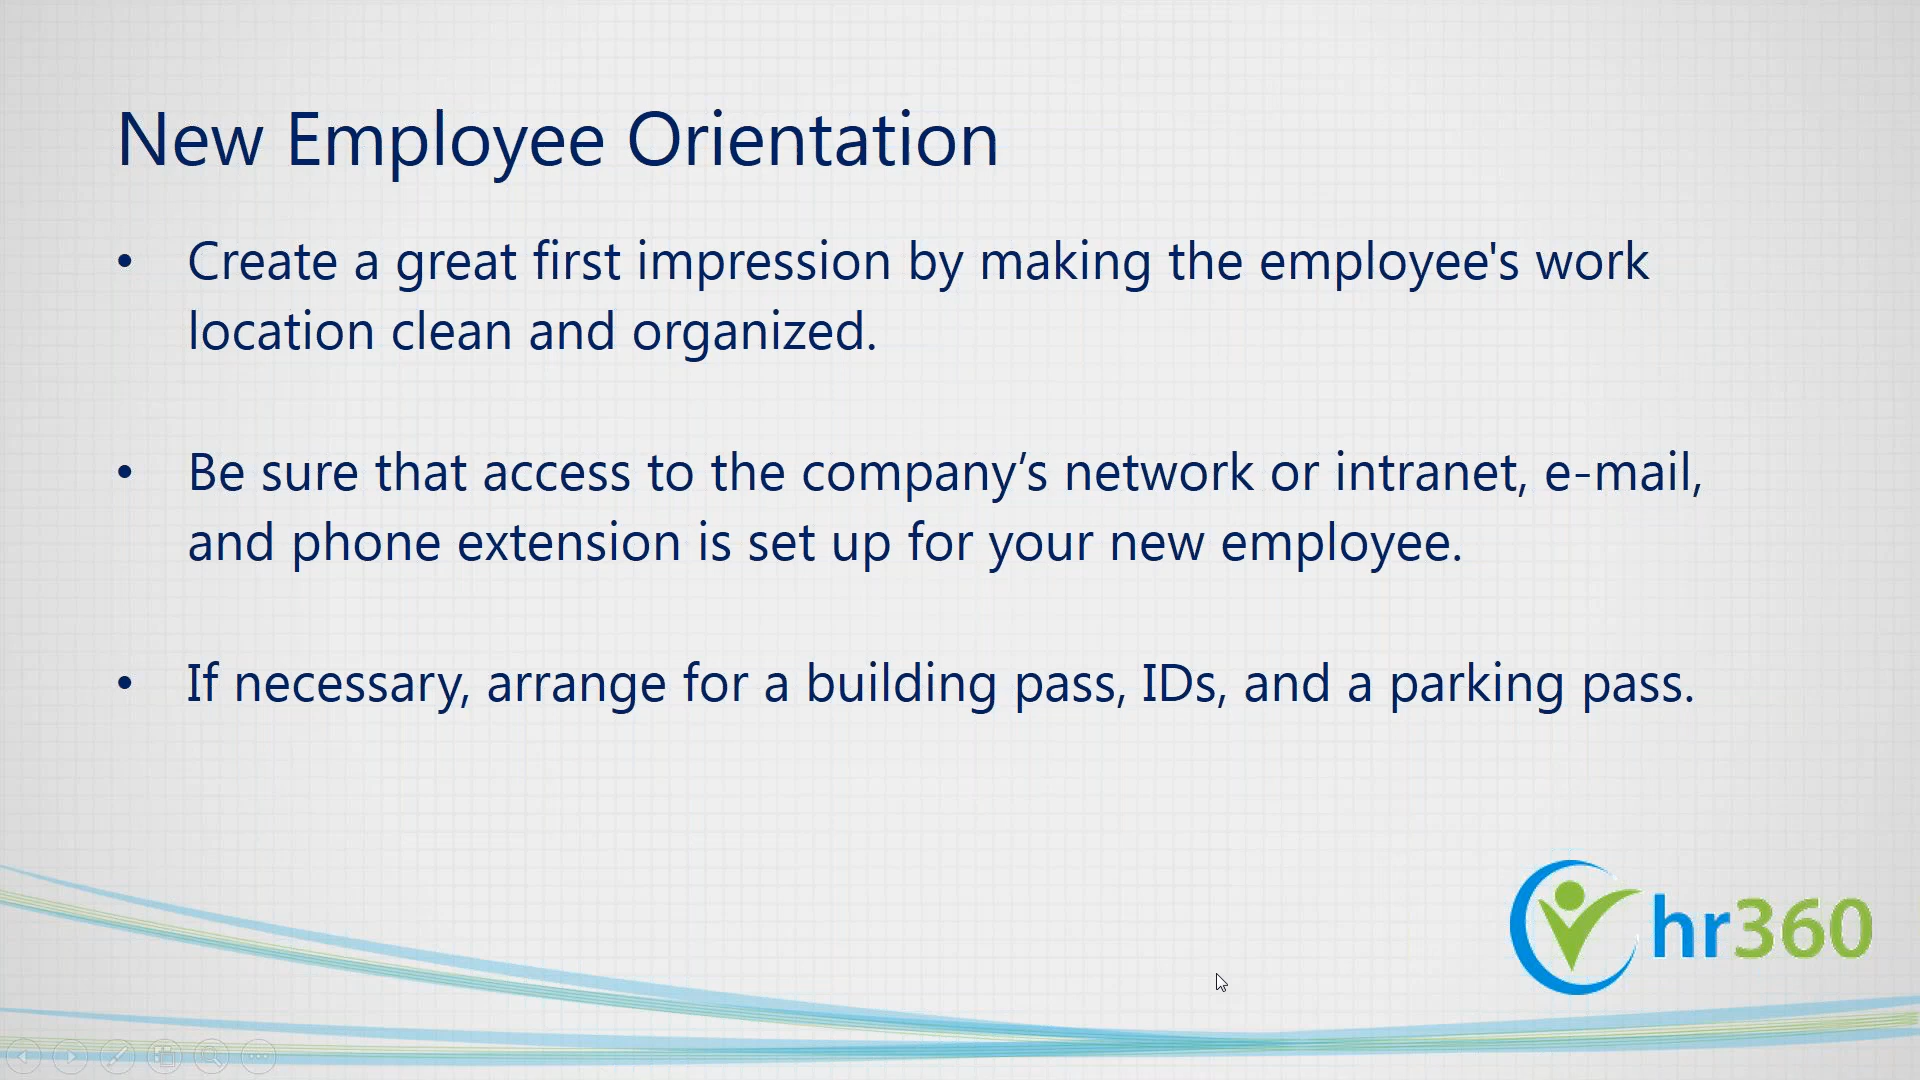 New Employee Orientation
• Create a great first impression by making the employee's work
location clean and organized.
• Be sure that access to the company’s network or intranet, e-mail,
and phone extension is set up for your new employee.
• If necessary, arrange for a building pass, IDs, and a parking pass.
hr360